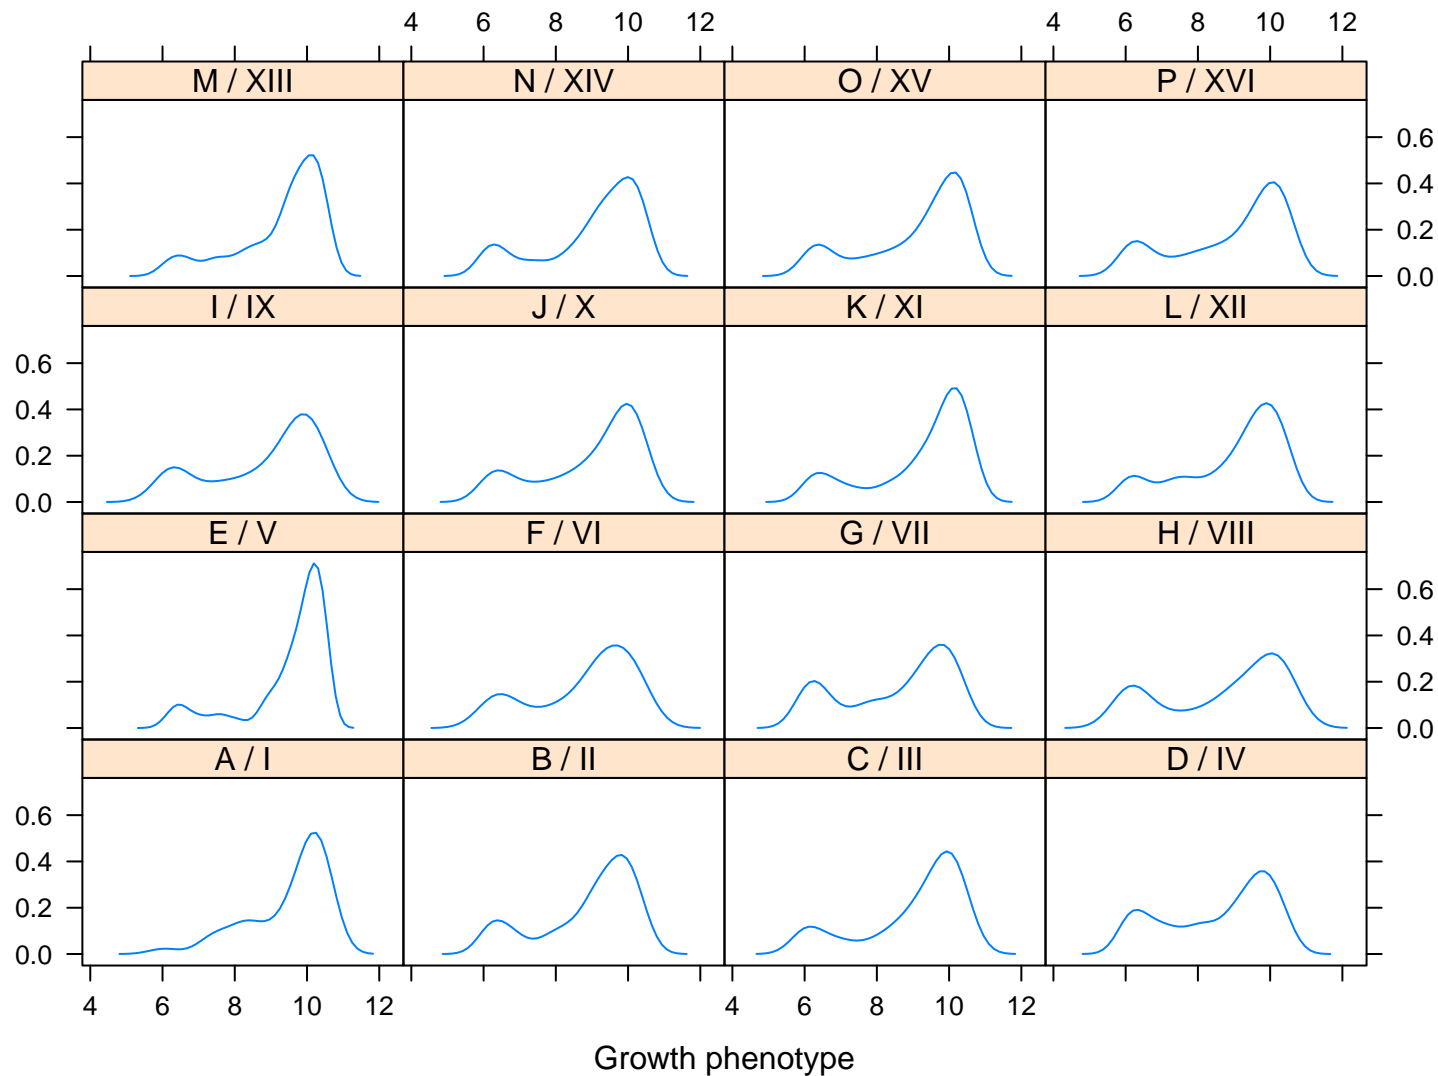 4 6 8 10 12 4 6 8 10 12
M / XIII N / XIV O / XV P / XVI
0.6
0.4
0.2
0.0
I / IX J / X K / XI L / XII
0.6
0.4
0.2
0.0
E / V F / VI G / VII H / VIII
0.6
0.4
0.2
0.0
A / I B / II C / III D / IV
0.6
0.4
0.2
0.0
4 6 8 10 12 4 6 8 10 12
Growth phenotype